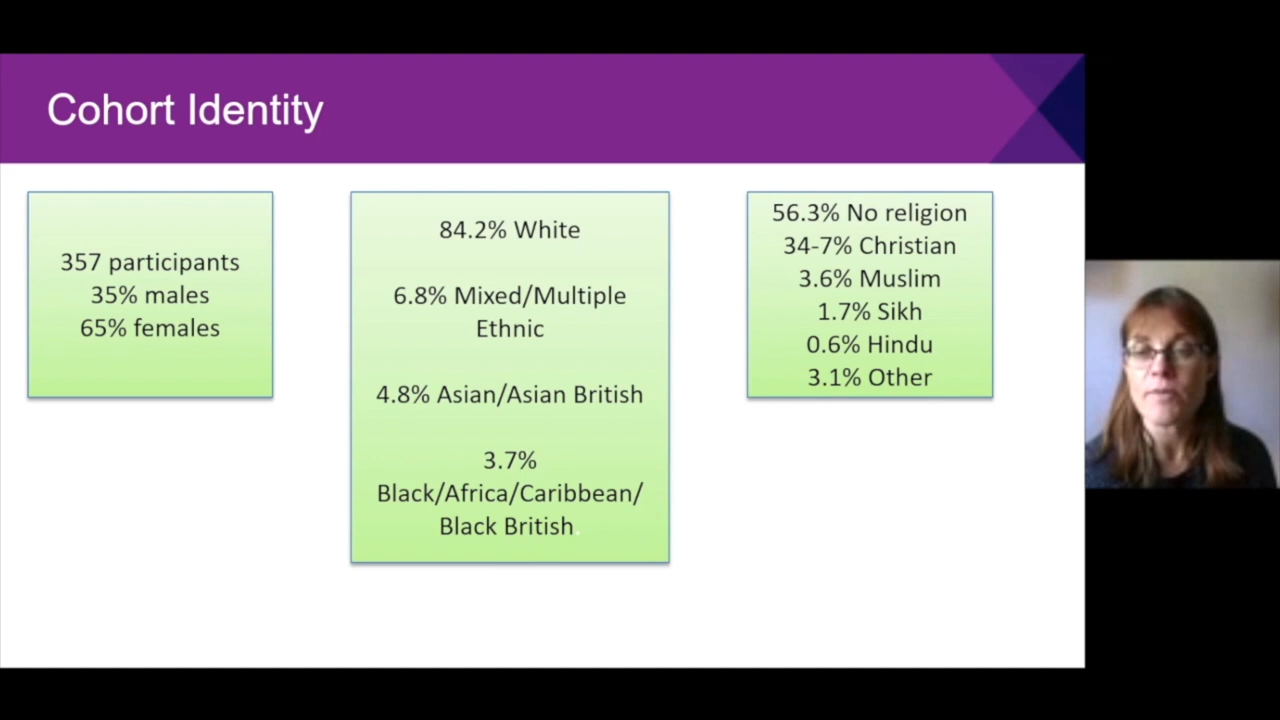 Cohort Identity
357 participants
35% males
65% females
84.2% White
6.8% Mixed/Multiple
Ethnic
4.8% Asian/Asian British
3.7%
Black/Africa/Caribbean/
Black British.
56.3% No religion
34-7% Christian
3.6% Muslim
1.7% Sikh
0.6% Hindu
3.1% Other